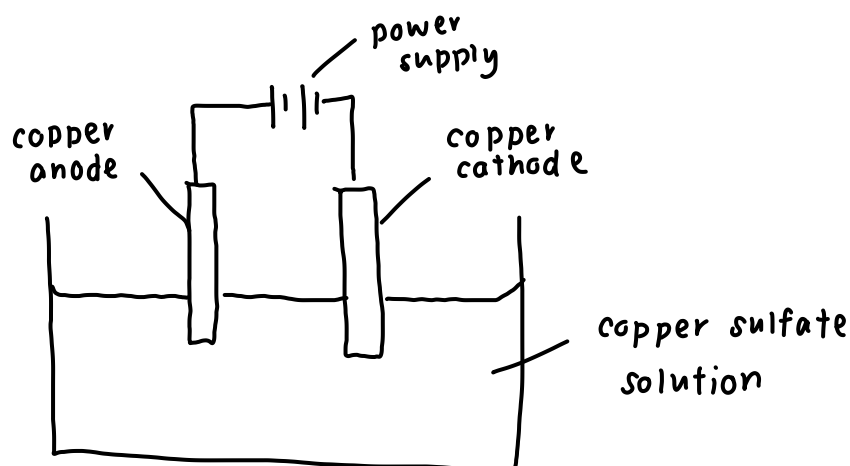 power
supply
copper
anode
copper
cathode
copper sulfate
solution